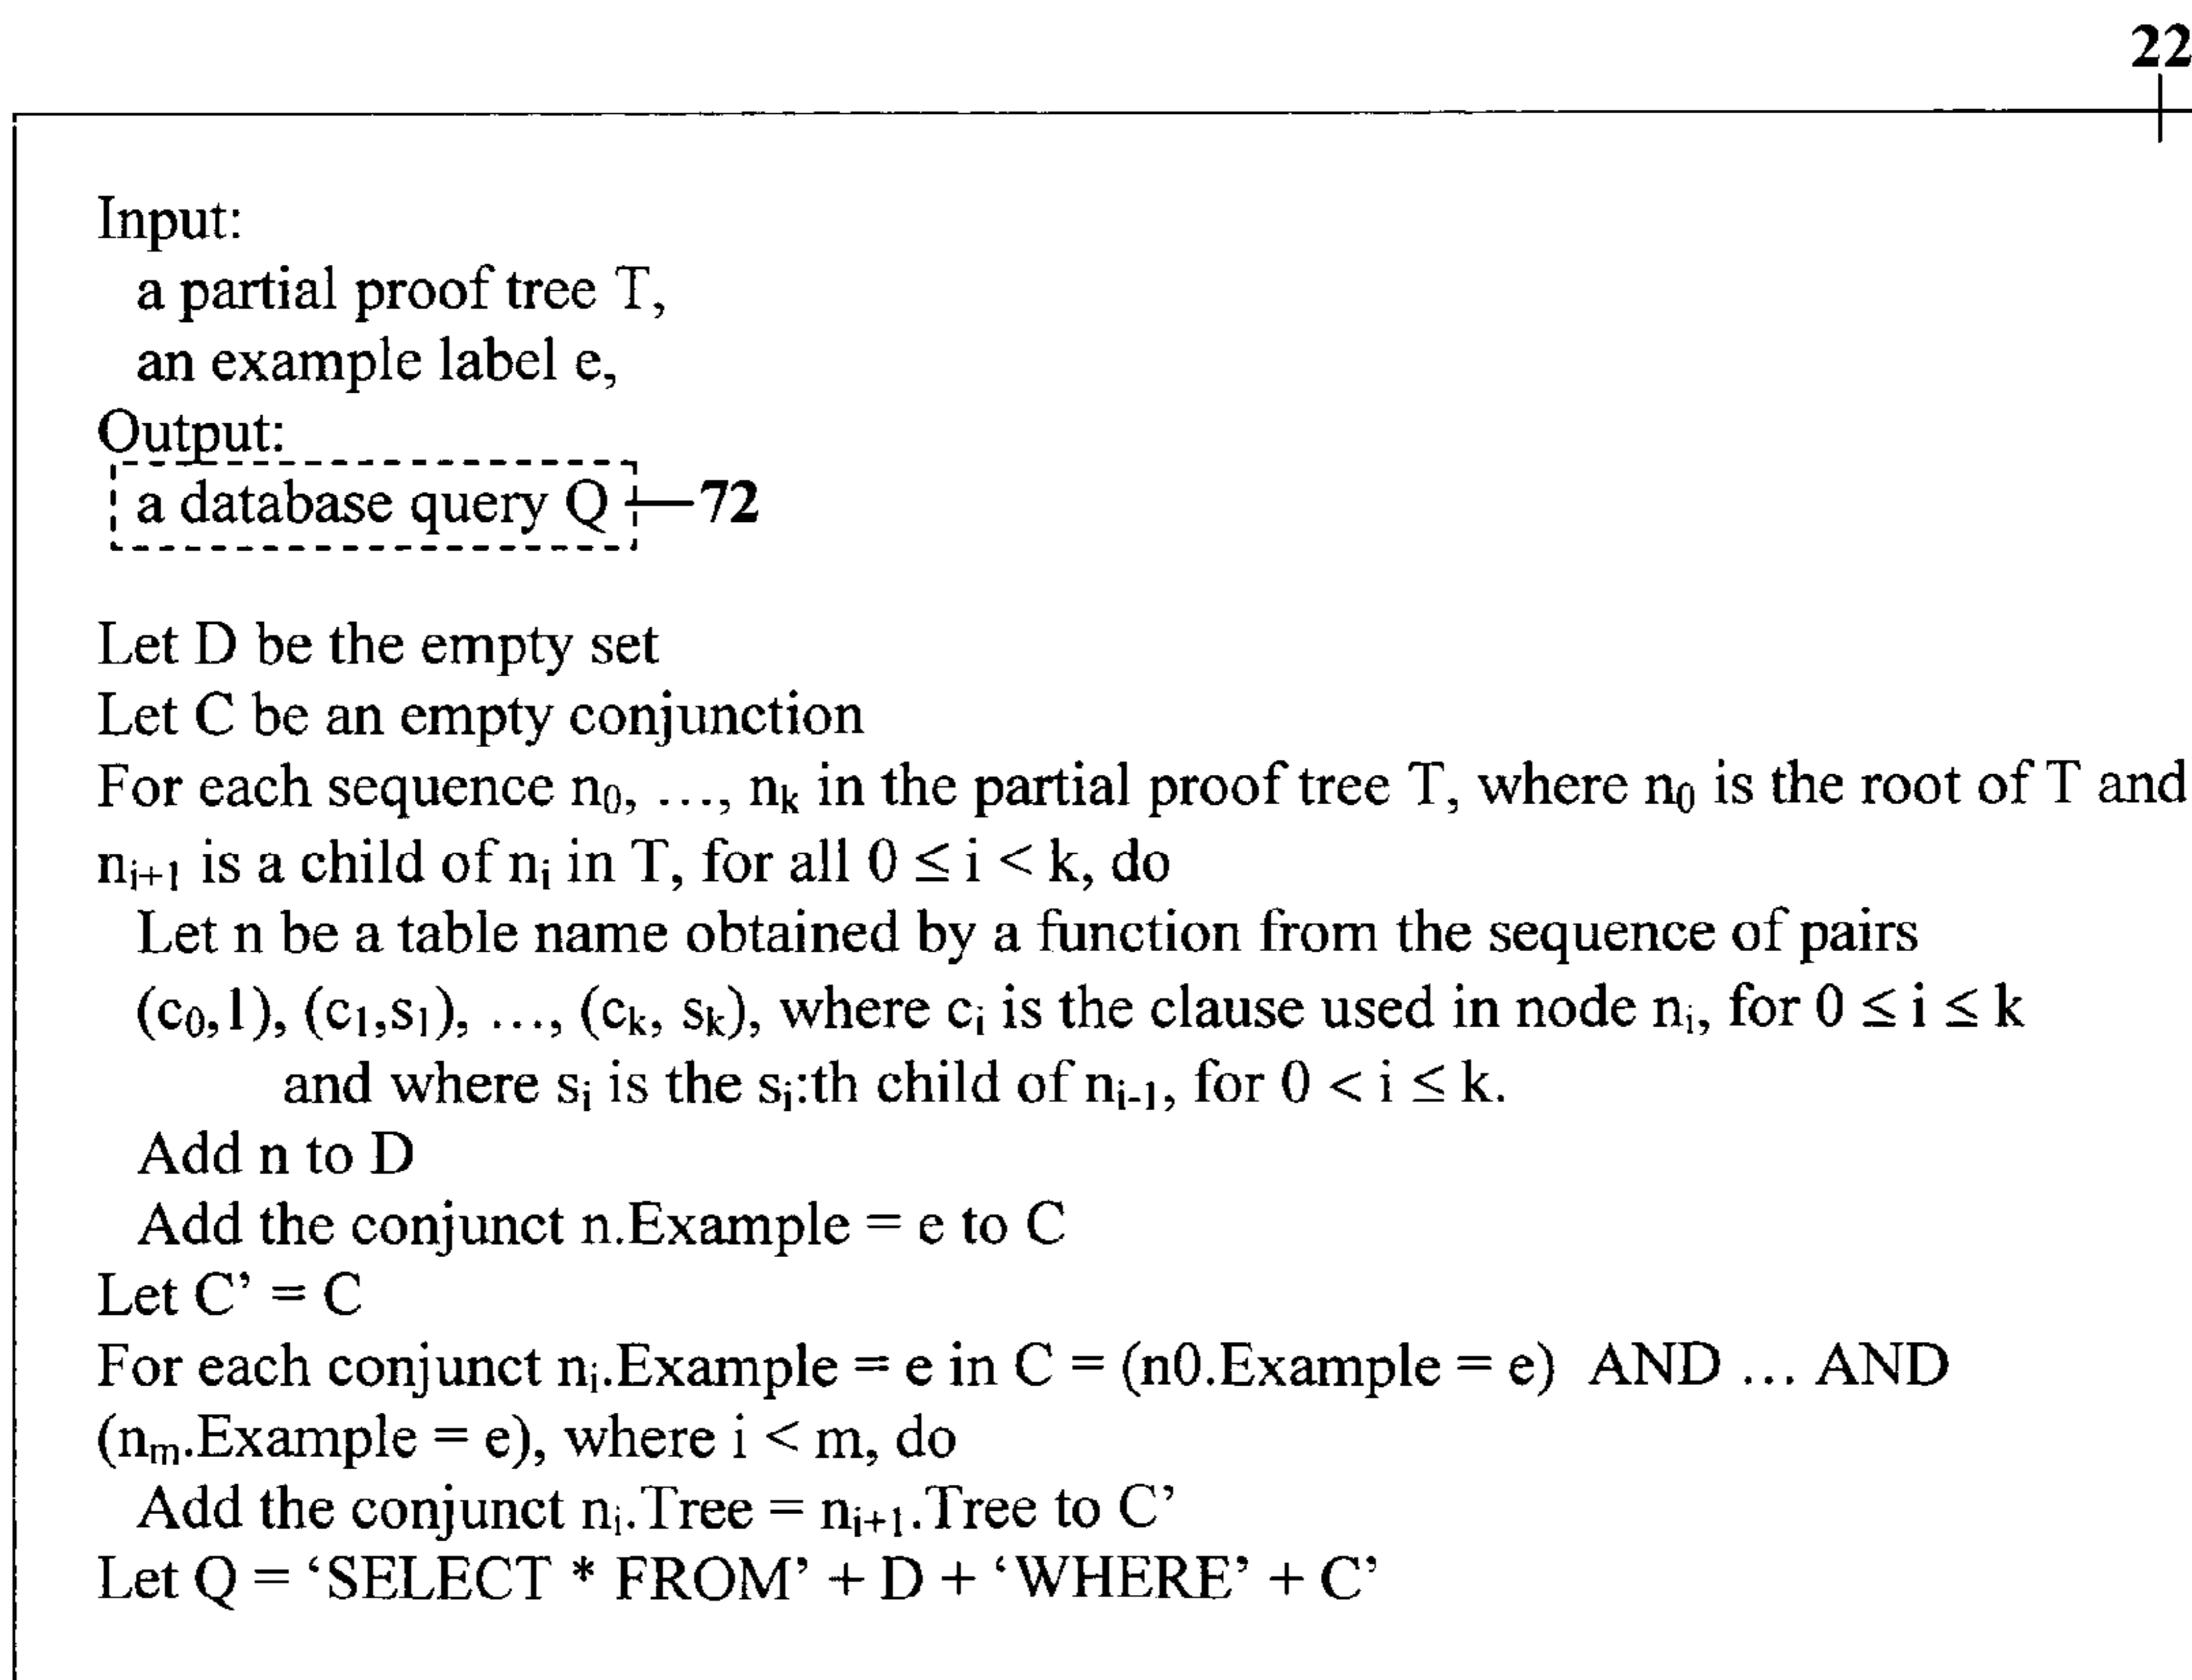 22
Input:
a partial proof tree T,
an example label e,
Output:
a database query Q 72
Let D be the empty set
Let C be an empty conjunction
For each sequence n0, ..., nk in the partial proof tree T, where n0 is the root of T and
ni+1 is a child of ni in T, for all 0 ≤ i < k, do
Let n be a table name obtained by a function from the sequence of pairs
(c0,1), (c1,s1), ..., (ck, sk), where ci is the clause used in node ni, for 0 ≤ i ≤ k
and where si is the si:th child of ni-1, for 0 < i ≤ k.
Add n to D
Add the conjunct n.Example = e to C
Let C’ = C
For each conjunct ni.Example = e in C = (n0.Example = e) AND ... AND
(nm.Example = e), where i < m, do
Add the conjunct ni.Tree = ni+1.Tree to C’
Let Q = ‘SELECT * FROM’ + D + ‘WHERE’ + C’